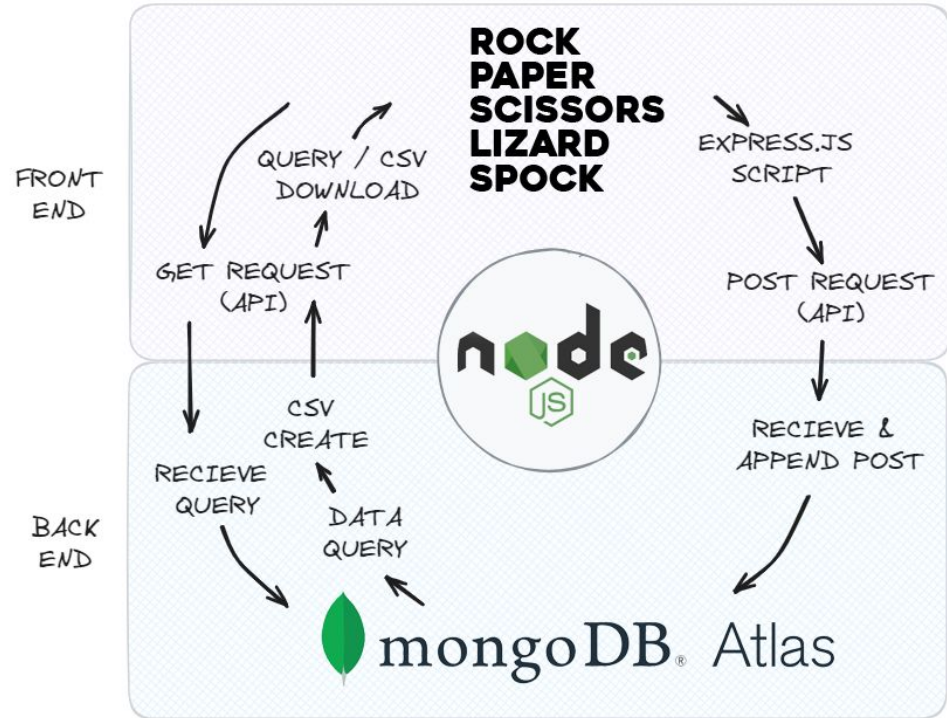 ROCK
PAPER
SCISSORS
LIZARD
SPOCK
FRONT
END
QUERY / CSV
DOWNLOAD
GET REQUEST
(API)
EXPRESS.JS
SCRIPT
POST REQUEST
(API)
node
JS
BACK
END
CSV
CREATE
RECIEVE
QUERY
DATA
QUERY
RECIEVE &
APPEND POST
mongoDB® Atlas